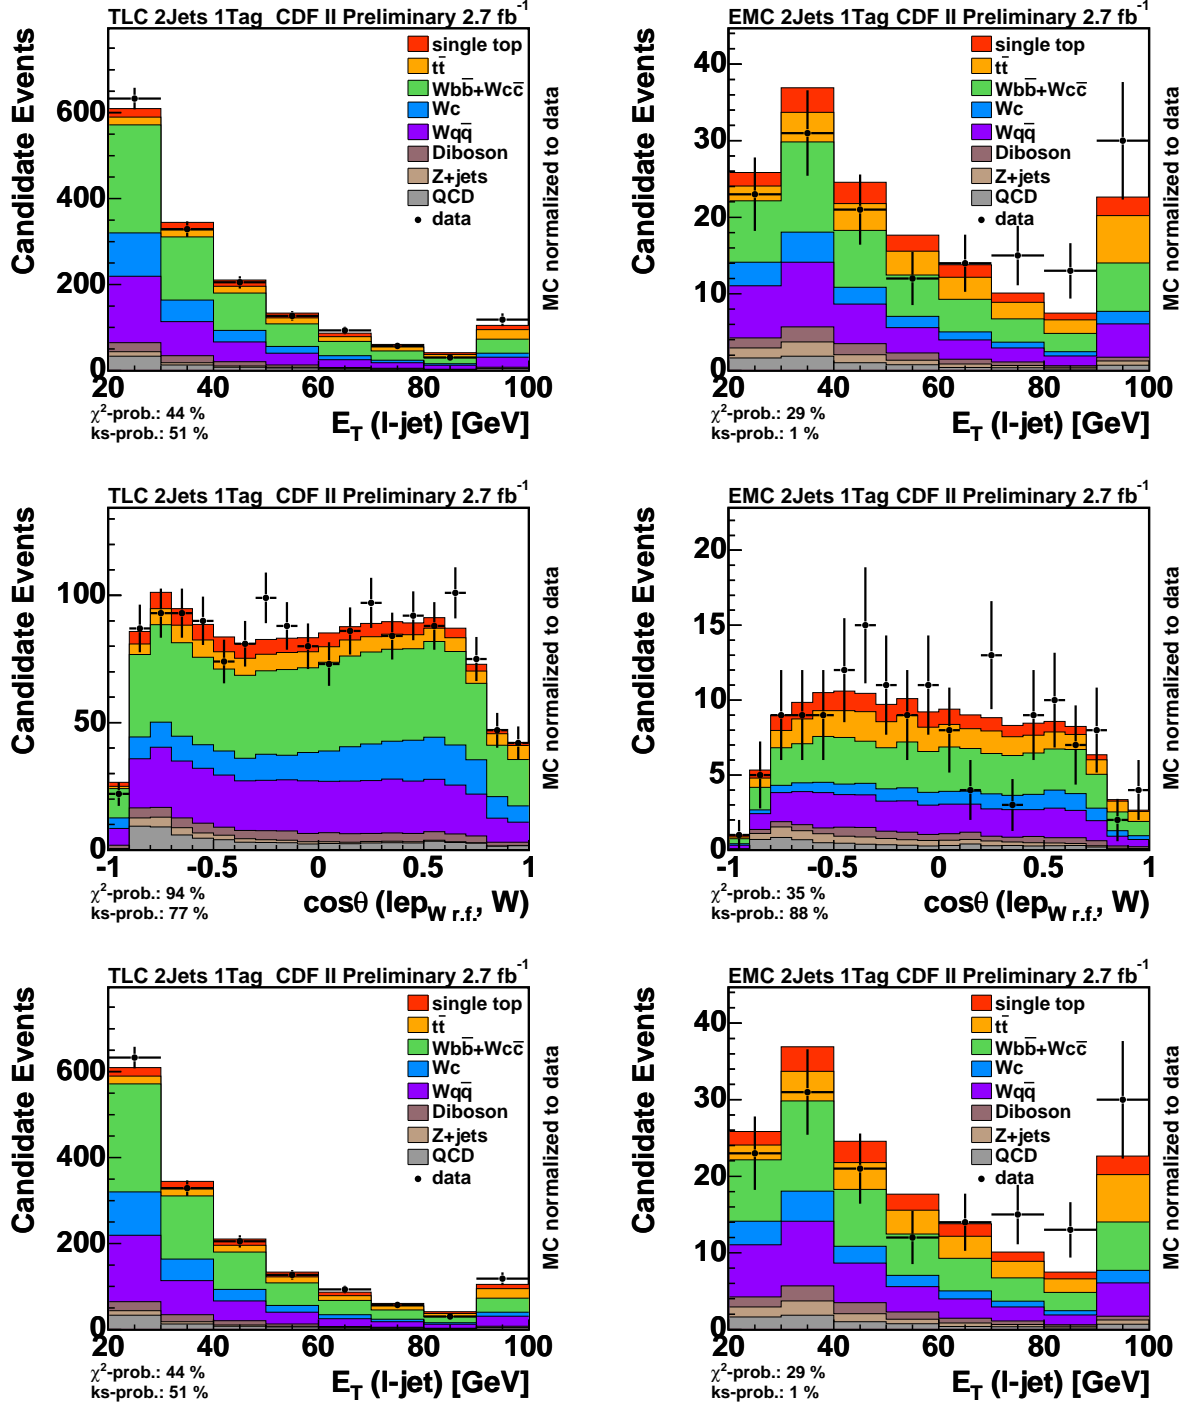 TLC 2Jets 1Tag CDF II Preliminary 2.7 fb⁻¹
Candidate Events
600
400
200
0
20 40 60 80 100
single top
tt̄
Wbb̄+Wcc̄
Wc
Wqq̄
Diboson
Z+jets
QCD
data
MC normalized to data
χ²-prob.: 44 %
ks-prob.: 51 %
E_T (l-jet) [GeV]
EMC 2Jets 1Tag CDF II Preliminary 2.7 fb⁻¹
Candidate Events
40
30
20
10
0
20 40 60 80 100
single top
tt̄
Wbb̄+Wcc̄
Wc
Wqq̄
Diboson
Z+jets
QCD
data
MC normalized to data
χ²-prob.: 29 %
ks-prob.: 1 %
E_T (l-jet) [GeV]
TLC 2Jets 1Tag CDF II Preliminary 2.7 fb⁻¹
Candidate Events
100
50
0
-1 -0.5 0 0.5 1
MC normalized to data
χ²-prob.: 94 %
ks-prob.: 77 %
cosθ (lep_W r.f., W)
EMC 2Jets 1Tag CDF II Preliminary 2.7 fb⁻¹
Candidate Events
20
15
10
5
0
-1 -0.5 0 0.5 1
MC normalized to data
χ²-prob.: 35 %
ks-prob.: 88 %
cosθ (lep_W r.f., W)
TLC 2Jets 1Tag CDF II Preliminary 2.7 fb⁻¹
Candidate Events
600
400
200
0
20 40 60 80 100
single top
tt̄
Wbb̄+Wcc̄
Wc
Wqq̄
Diboson
Z+jets
QCD
data
MC normalized to data
χ²-prob.: 44 %
ks-prob.: 51 %
E_T (l-jet) [GeV]
EMC 2Jets 1Tag CDF II Preliminary 2.7 fb⁻¹
Candidate Events
40
30
20
10
0
20 40 60 80 100
single top
tt̄
Wbb̄+Wcc̄
Wc
Wqq̄
Diboson
Z+jets
QCD
data
MC normalized to data
χ²-prob.: 29 %
ks-prob.: 1 %
E_T (l-jet) [GeV]